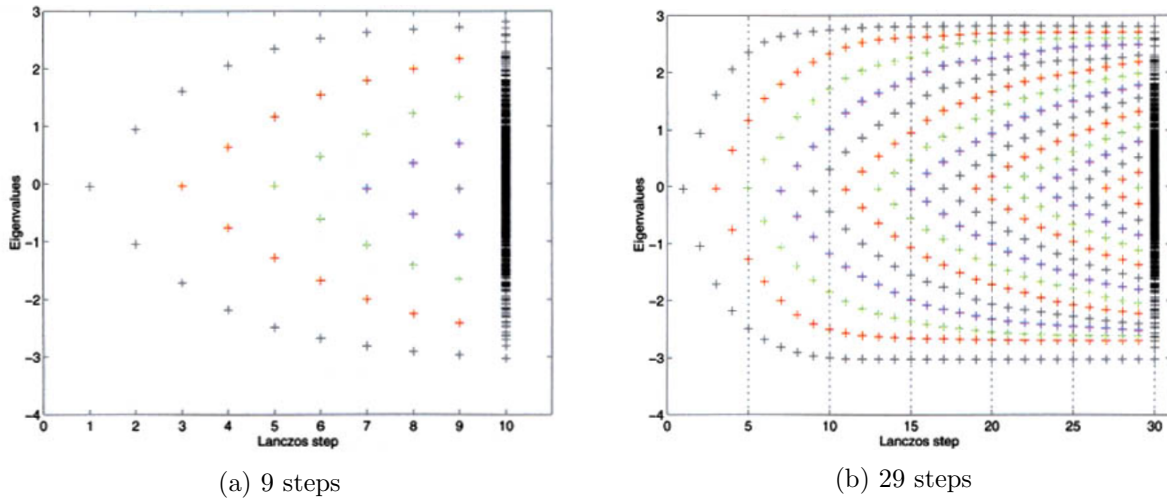 3
2
1
0
−1
−2
−3
−4
Eigenvalues
0 1 2 3 4 5 6 7 8 9 10
Lanczos step
(a) 9 steps
3
2
1
0
−1
−2
−3
−4
Eigenvalues
0 5 10 15 20 25 30
Lanczos step
(b) 29 steps